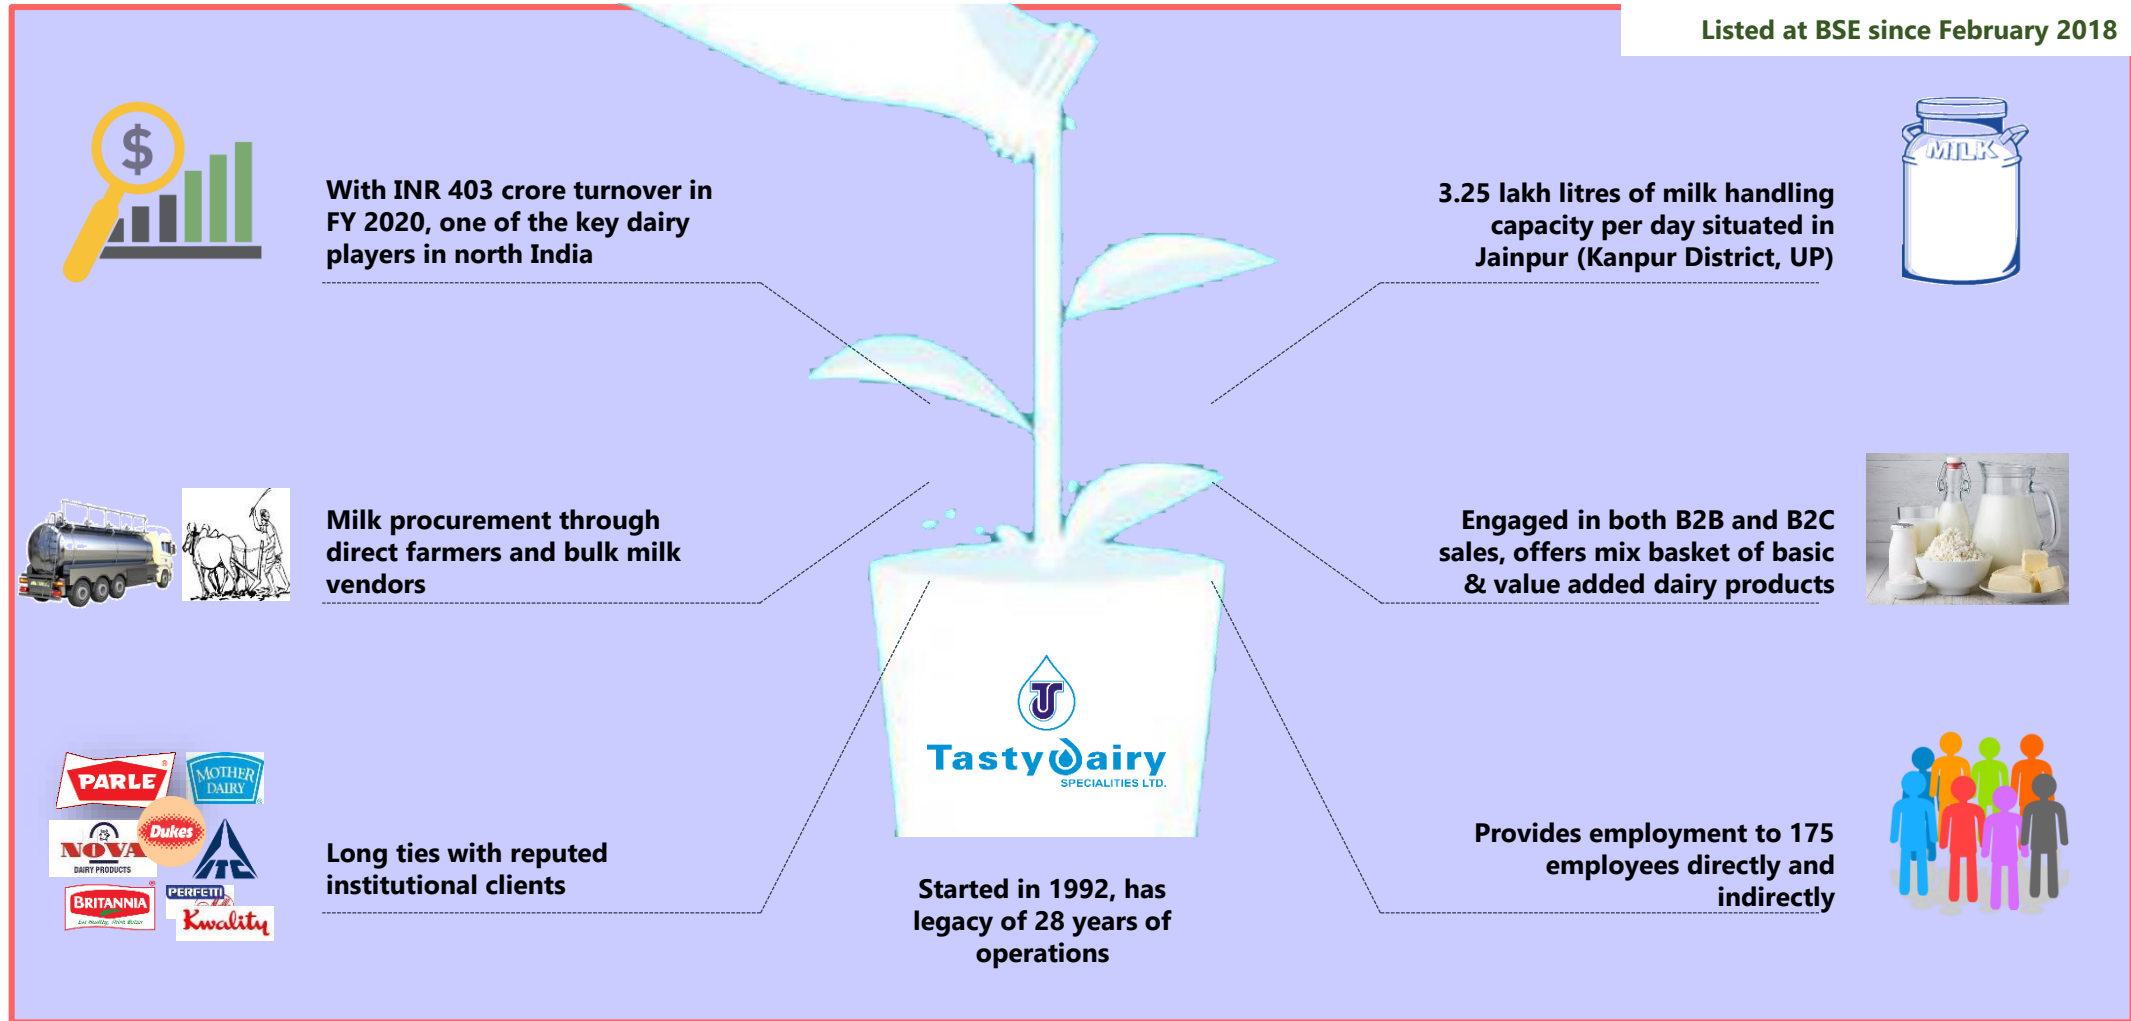 Listed at BSE since February 2018
$
With INR 403 crore turnover in
FY 2020, one of the key dairy
players in north India
3.25 lakh litres of milk handling
capacity per day situated in
Jainpur (Kanpur District, UP)
MILK
Milk procurement through
direct farmers and bulk milk
vendors
Engaged in both B2B and B2C
sales, offers mix basket of basic
& value added dairy products
PARLE
MOTHER
DAIRY
Dukes
NOVA
DAIRY PRODUCTS
ITC
BRITANNIA
Eat Healthy, Think Better
PERFETTI
Kwality
Long ties with reputed
institutional clients
Tasty Dairy
SPECIALITIES LTD.
Started in 1992, has
legacy of 28 years of
operations
Provides employment to 175
employees directly and
indirectly